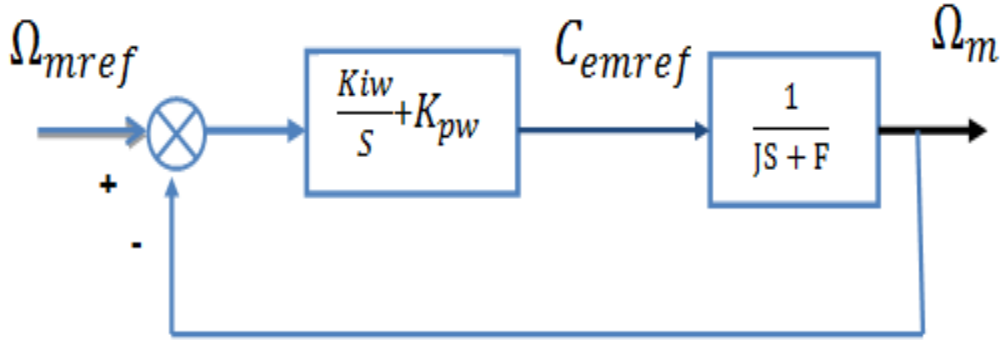 Ω_mref
+
-
Kiw/S + K_pw
C_emref
1/(JS + F)
Ω_m